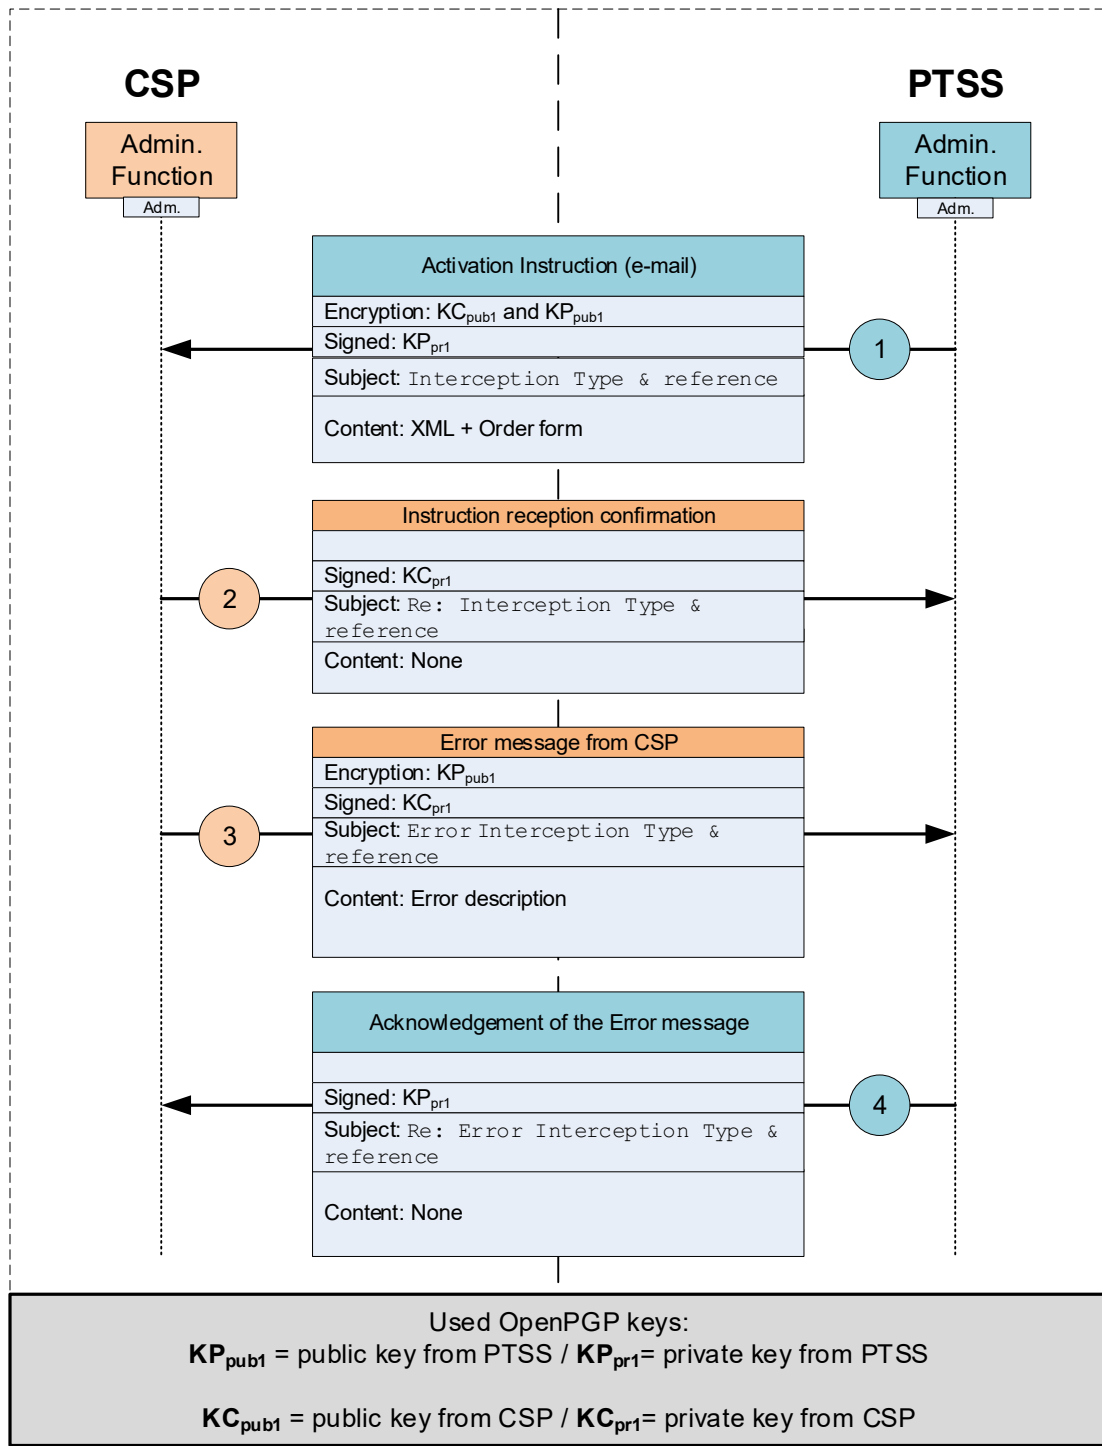 CSP
PTSS
Admin.
Function
Adm.
Admin.
Function
Adm.
Activation Instruction (e-mail)
Encryption: KCpub1 and KPpub1
Signed: KPpr1
1
Subject: Interception Type & reference
Content: XML + Order form
Instruction reception confirmation
Signed: KCpr1
2
Subject: Re: Interception Type &
reference
Content: None
Error message from CSP
Encryption: KPpub1
Signed: KCpr1
3
Subject: Error Interception Type &
reference
Content: Error description
Acknowledgement of the Error message
Signed: KPpr1
4
Subject: Re: Error Interception Type &
reference
Content: None
Used OpenPGP keys:
KPpub1 = public key from PTSS / KPpr1= private key from PTSS
KCpub1 = public key from CSP / KCpr1= private key from CSP